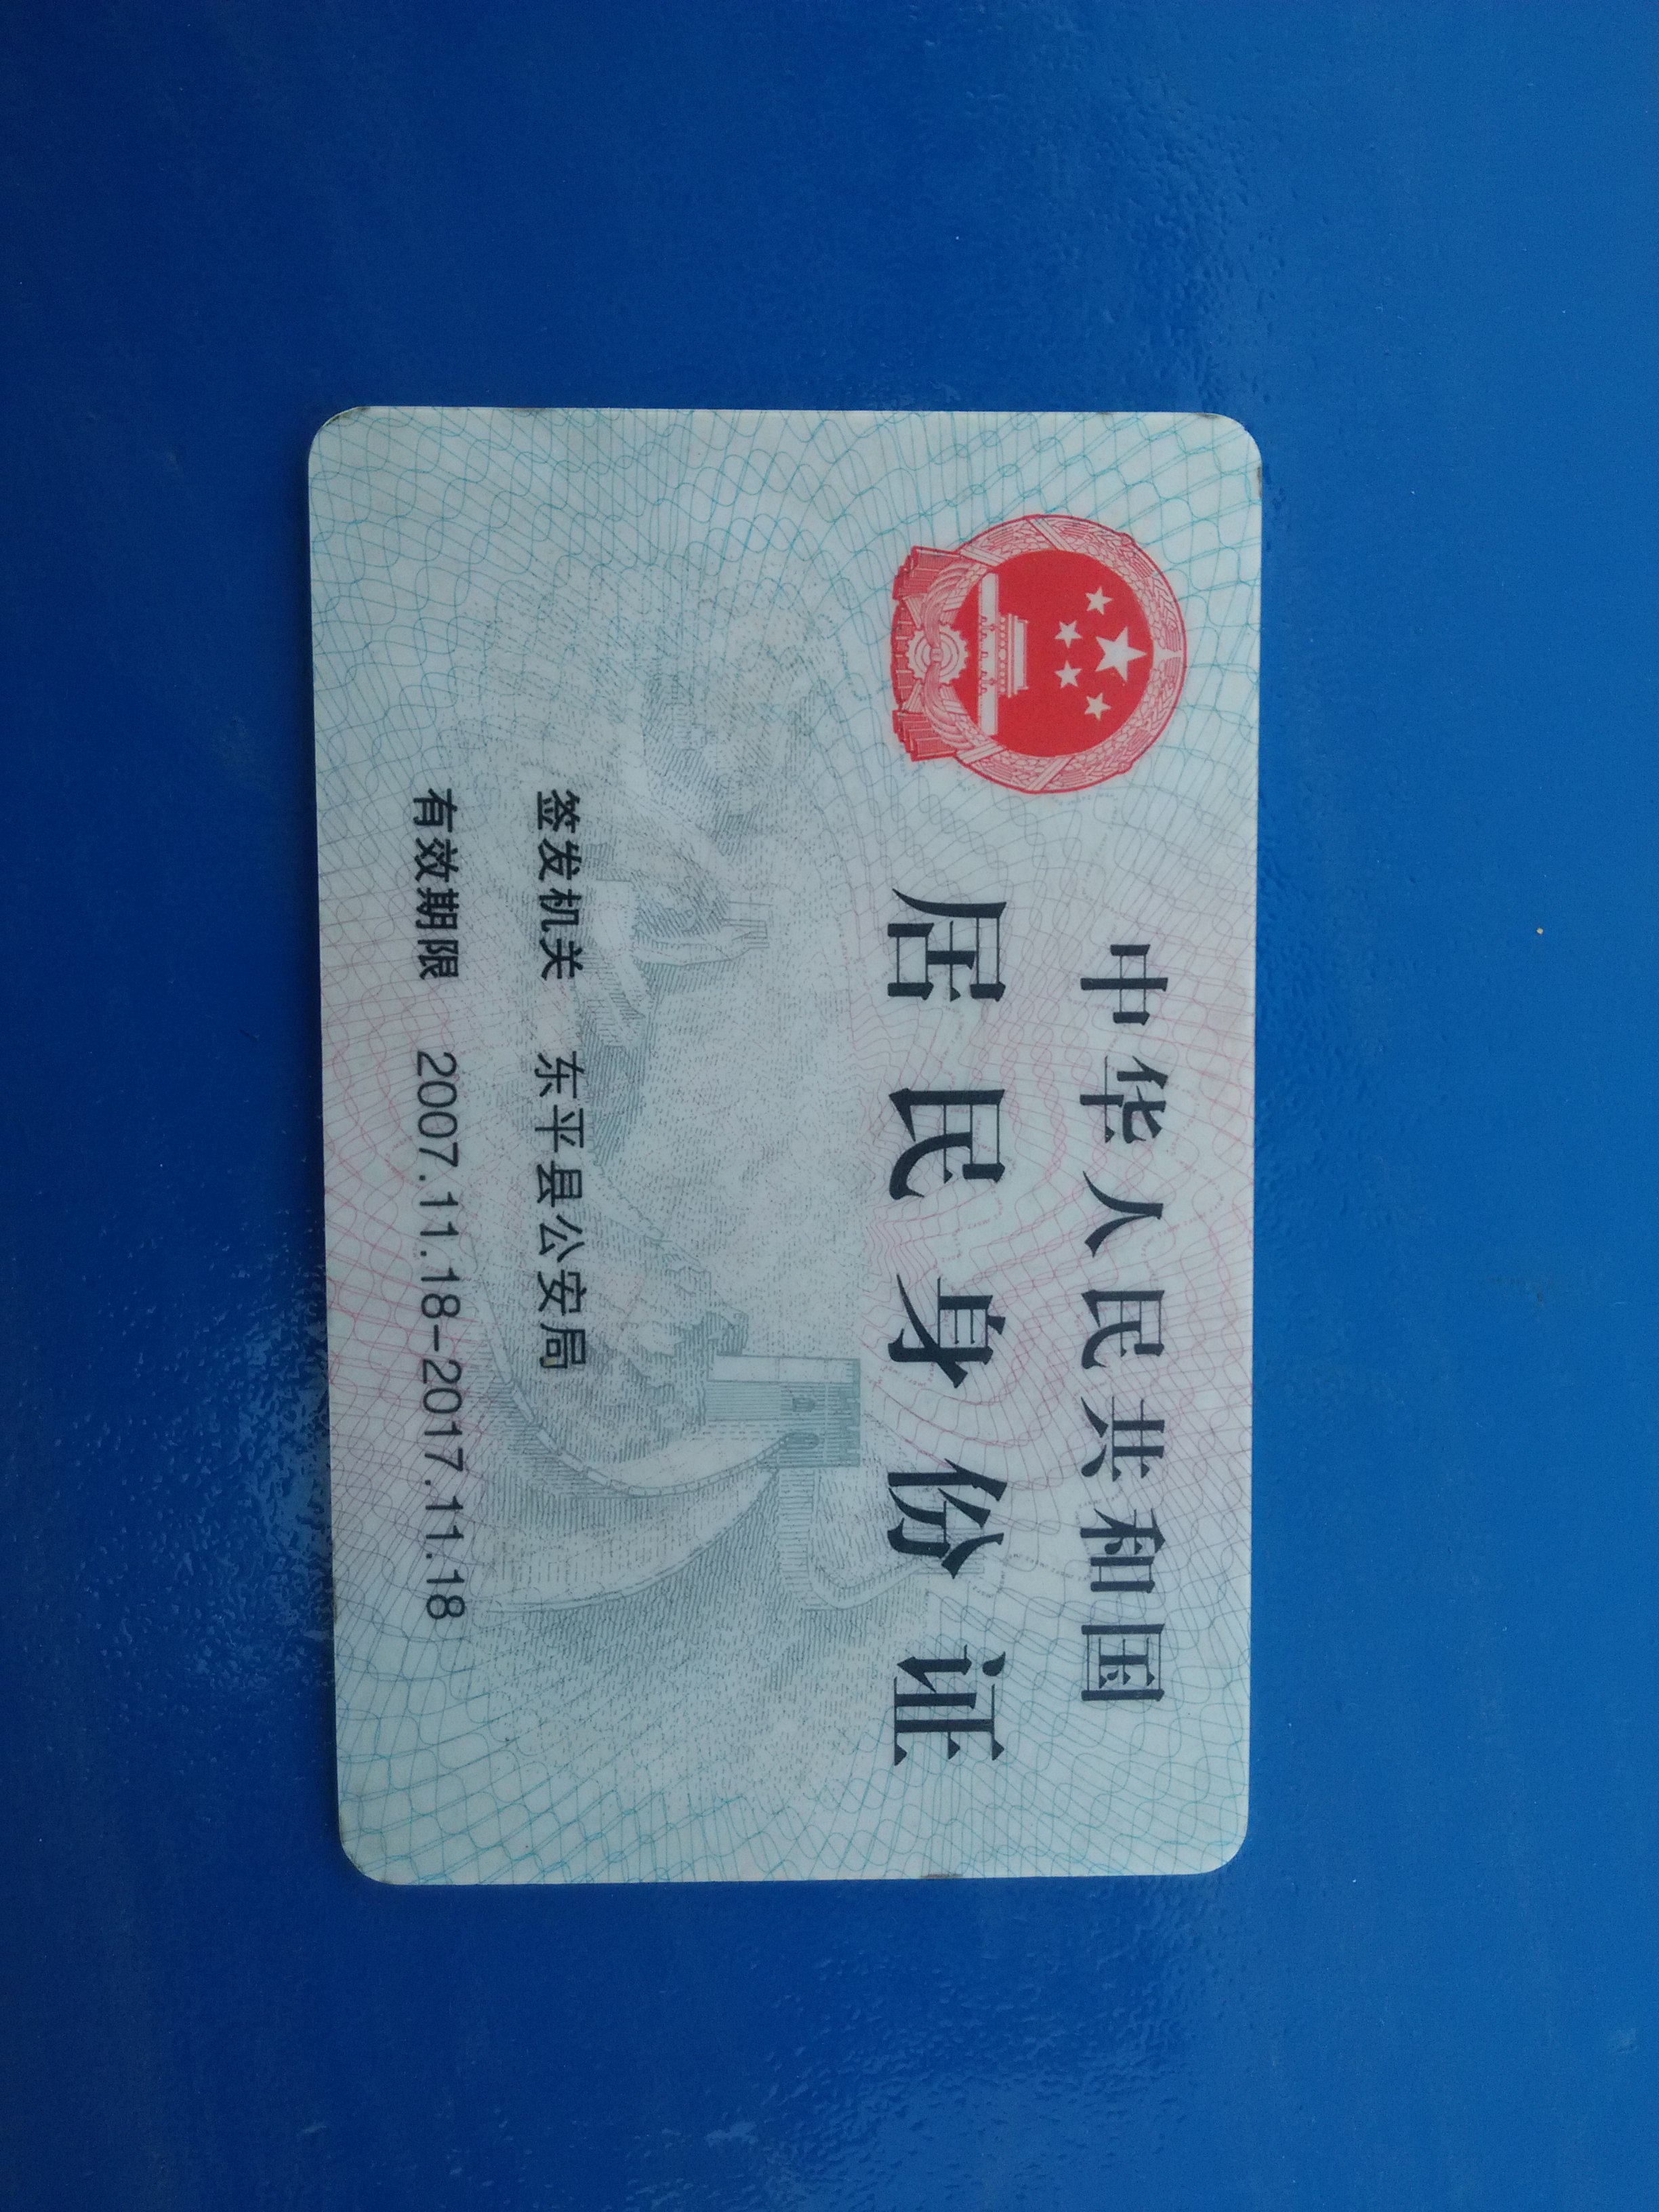 中华人民共和国
居民身份证
签发机关 东平县公安局
有效期限 2007.11.18-2017.11.18